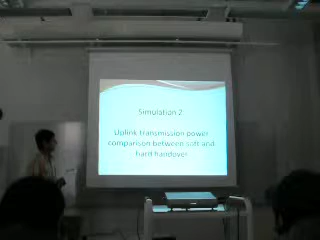 Simulation 2:
Uplink transmission power
comparison between soft and
hard handover